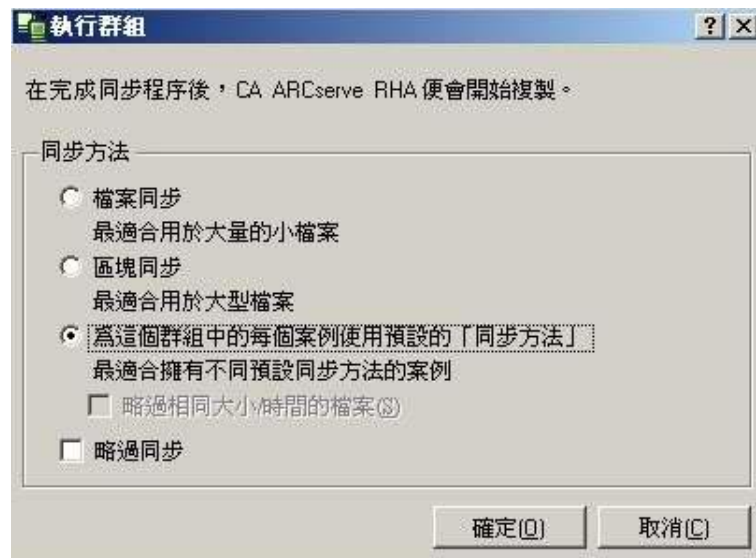 執行群組
在完成同步程序後，CA ARCserve RHA 便會開始複製。
同步方法
檔案同步
最適合用於大量的小檔案
區塊同步
最適合用於大型檔案
為這個群組中的每個案例使用預設的「同步方法」
最適合擁有不同預設同步方法的案例
略過相同大小/時間的檔案(S)
略過同步
確定(O) 取消(C)